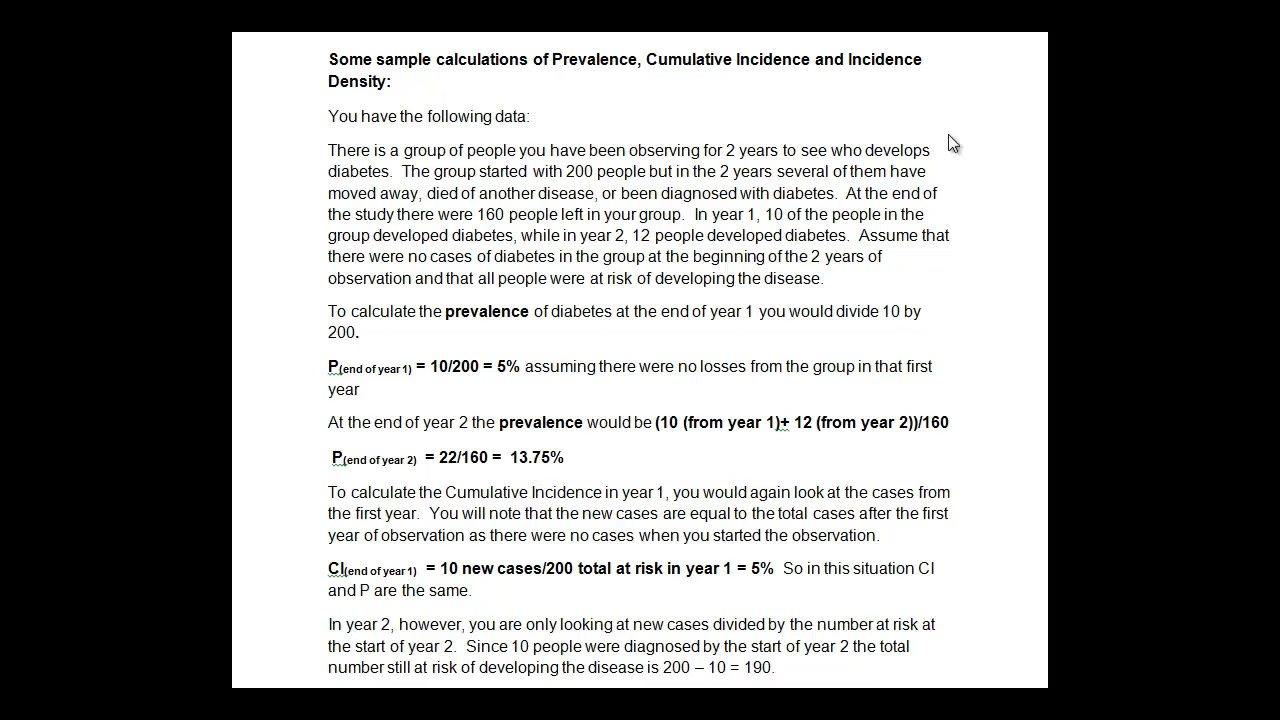 Some sample calculations of Prevalence, Cumulative Incidence and Incidence
Density:
You have the following data:
There is a group of people you have been observing for 2 years to see who develops
diabetes.  The group started with 200 people but in the 2 years several of them have
moved away, died of another disease, or been diagnosed with diabetes.  At the end of
the study there were 160 people left in your group.  In year 1, 10 of the people in the
group developed diabetes, while in year 2, 12 people developed diabetes.  Assume that
there were no cases of diabetes in the group at the beginning of the 2 years of
observation and that all people were at risk of developing the disease.
To calculate the prevalence of diabetes at the end of year 1 you would divide 10 by
200.
P(end of year 1) = 10/200 = 5% assuming there were no losses from the group in that first
year
At the end of year 2 the prevalence would be (10 (from year 1)+ 12 (from year 2))/160
P(end of year 2) = 22/160 = 13.75%
To calculate the Cumulative Incidence in year 1, you would again look at the cases from
the first year.  You will note that the new cases are equal to the total cases after the first
year of observation as there were no cases when you started the observation.
CI(end of year 1) = 10 new cases/200 total at risk in year 1 = 5%  So in this situation CI
and P are the same.
In year 2, however, you are only looking at new cases divided by the number at risk at
the start of year 2.  Since 10 people were diagnosed by the start of year 2 the total
number still at risk of developing the disease is 200 – 10 = 190.